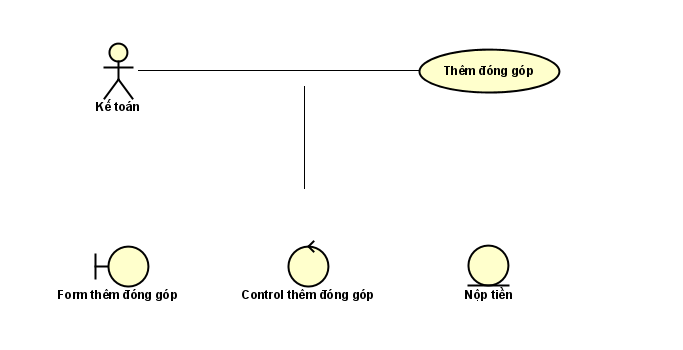 Thêm đóng góp
Kế toán
Form thêm đóng góp
Control thêm đóng góp
Nộp tiền